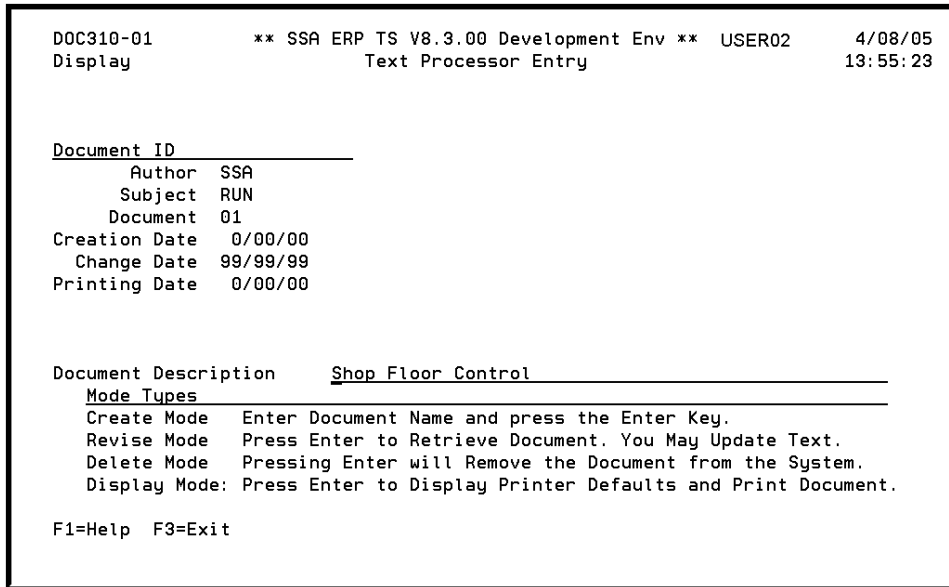 DOC310-01 ** SSA ERP TS V8.3.00 Development Env ** USER02 4/08/05
Display Text Processor Entry 13:55:23
Document ID
Author SSA
Subject RUN
Document 01
Creation Date 0/00/00
Change Date 99/99/99
Printing Date 0/00/00
Document Description Shop Floor Control
Mode Types
Create Mode Enter Document Name and press the Enter Key.
Revise Mode Press Enter to Retrieve Document. You May Update Text.
Delete Mode Pressing Enter will Remove the Document from the System.
Display Mode: Press Enter to Display Printer Defaults and Print Document.
F1=Help F3=Exit